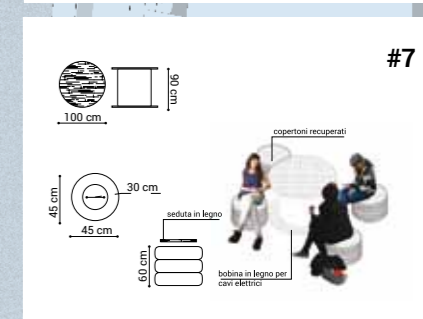 #7
90 cm
100 cm
copertoni recuperati
30 cm
45 cm
45 cm
seduta in legno
60 cm
bobina in legno per
cavi elettrici